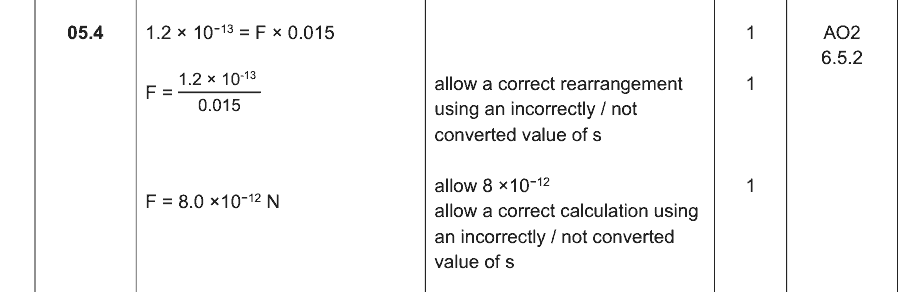 05.4
1.2 × 10⁻¹³ = F × 0.015
1
AO2
6.5.2
F = 1.2 × 10⁻¹³ / 0.015
allow a correct rearrangement
using an incorrectly / not
converted value of s
1
F = 8.0 ×10⁻¹² N
allow 8 ×10⁻¹²
allow a correct calculation using
an incorrectly / not converted
value of s
1